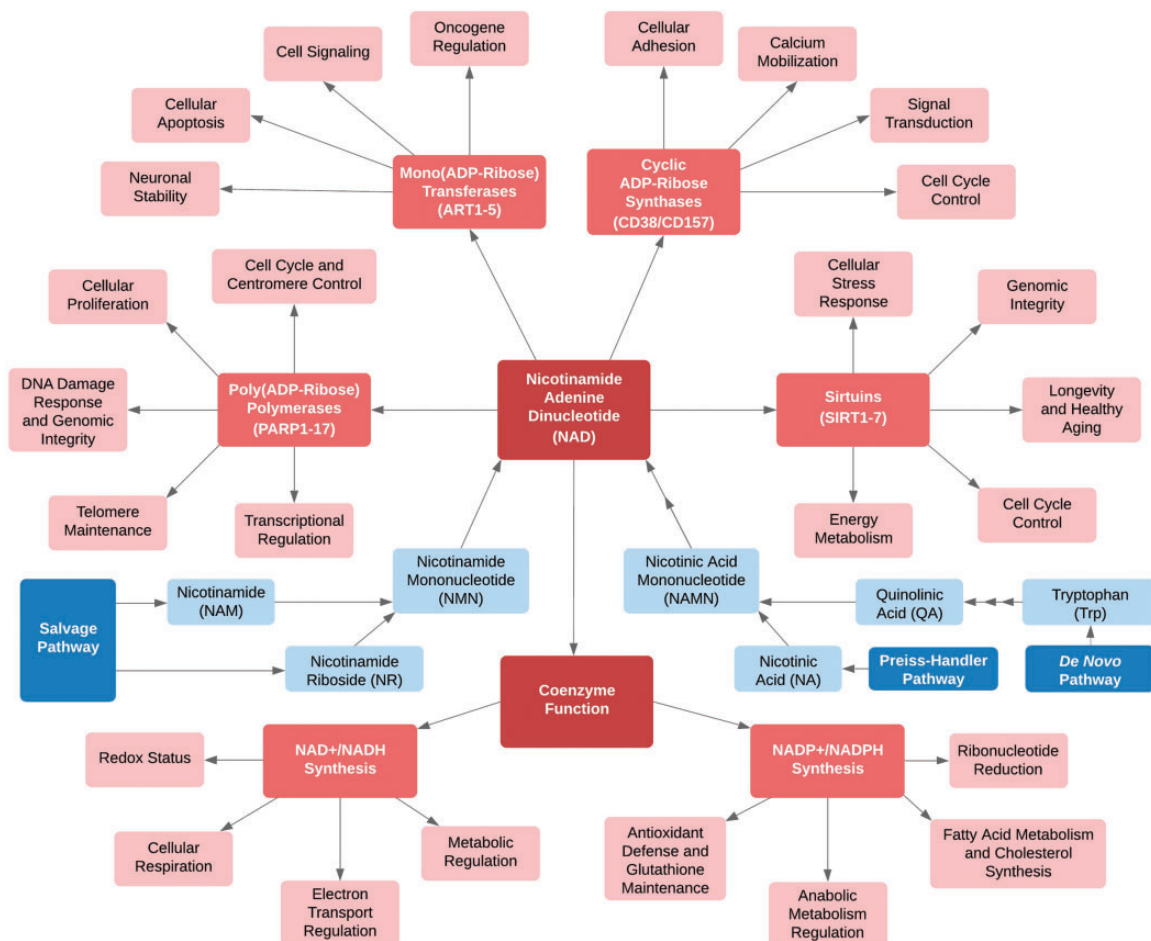 Oncogene
Regulation
Cell Signaling
Cellular
Apoptosis
Neuronal
Stability
Mono(ADP-Ribose)
Transferases
(ART1-5)
Cellular
Adhesion
Calcium
Mobilization
Signal
Transduction
Cell Cycle
Control
Cyclic
ADP-Ribose
Synthases
(CD38/CD157)
Cell Cycle and
Centromere Control
Cellular
Proliferation
DNA Damage
Response
and Genomic
Integrity
Poly(ADP-Ribose)
Polymerases
(PARP1-17)
Telomere
Maintenance
Transcriptional
Regulation
Nicotinamide
Adenine
Dinucleotide
(NAD)
Cellular
Stress
Response
Genomic
Integrity
Sirtuins
(SIRT1-7)
Longevity
and Healthy
Aging
Energy
Metabolism
Cell Cycle
Control
Salvage
Pathway
Nicotinamide
(NAM)
Nicotinamide
Mononucleotide
(NMN)
Nicotinamide
Riboside (NR)
Nicotinic Acid
Mononucleotide
(NAMN)
Quinolinic
Acid (QA)
Tryptophan
(Trp)
Nicotinic
Acid (NA)
Preiss-Handler
Pathway
De Novo
Pathway
Coenzyme
Function
NAD+/NADH
Synthesis
Redox Status
Cellular
Respiration
Electron
Transport
Regulation
Metabolic
Regulation
NADP+/NADPH
Synthesis
Ribonucleotide
Reduction
Antioxidant
Defense and
Glutathione
Maintenance
Anabolic
Metabolism
Regulation
Fatty Acid Metabolism
and Cholesterol
Synthesis